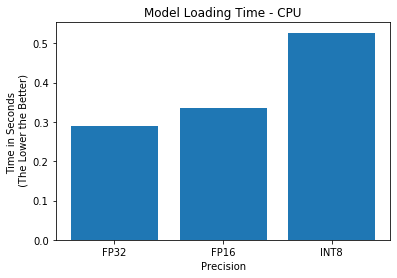 Model Loading Time - CPU
Time in Seconds
(The Lower the Better)
0.5
0.4
0.3
0.2
0.1
0.0
FP32
FP16
INT8
Precision